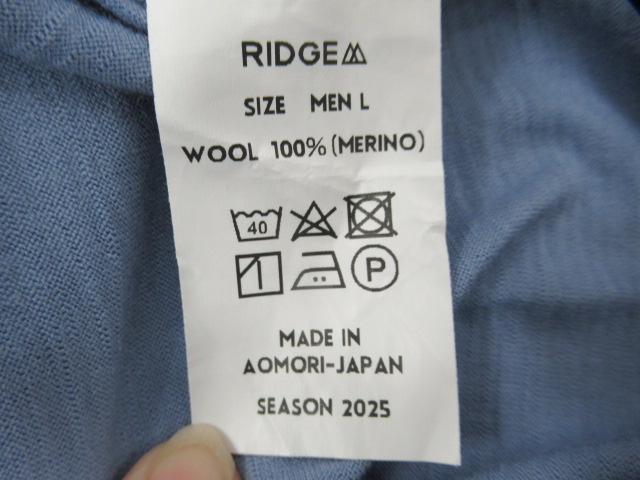 RIDGE
SIZE MEN L
WOOL 100% (MERINO)
40
P
MADE IN
AOMORI-JAPAN
SEASON 2025